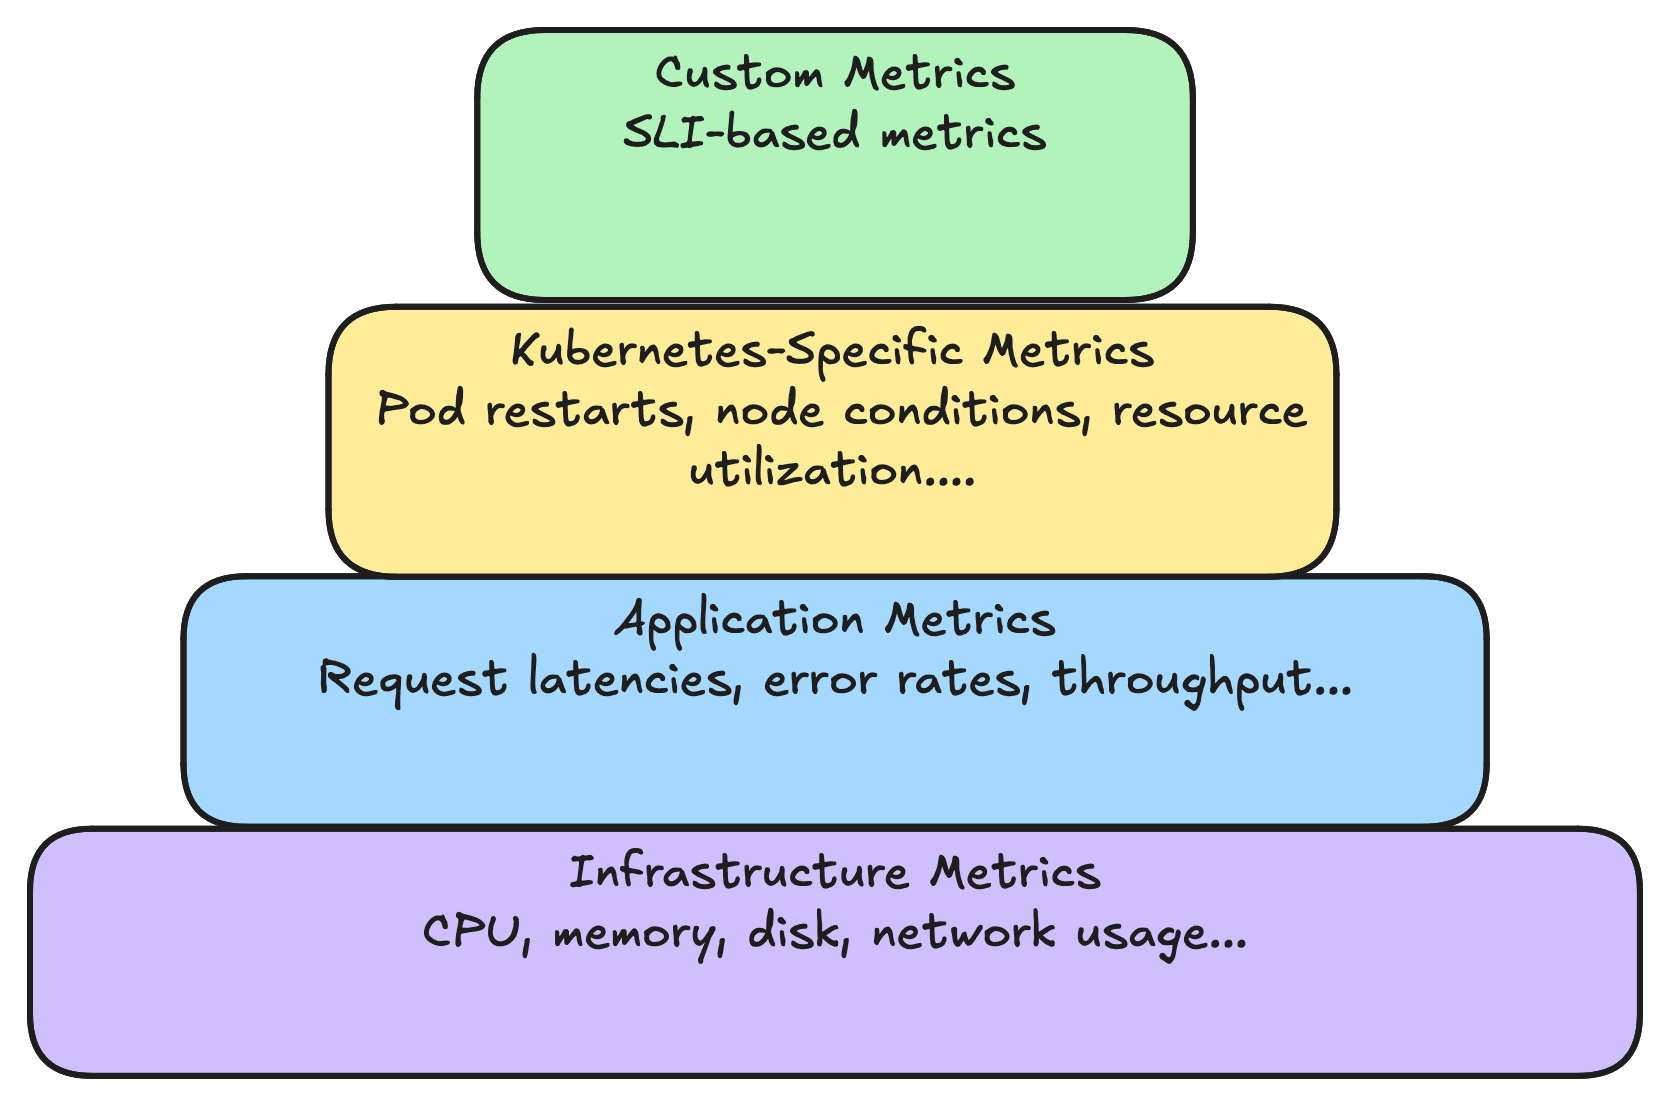 Custom Metrics
SLI-based metrics
Kubernetes-Specific Metrics
Pod restarts, node conditions, resource
utilization....
Application Metrics
Request latencies, error rates, throughput...
Infrastructure Metrics
CPU, memory, disk, network usage...